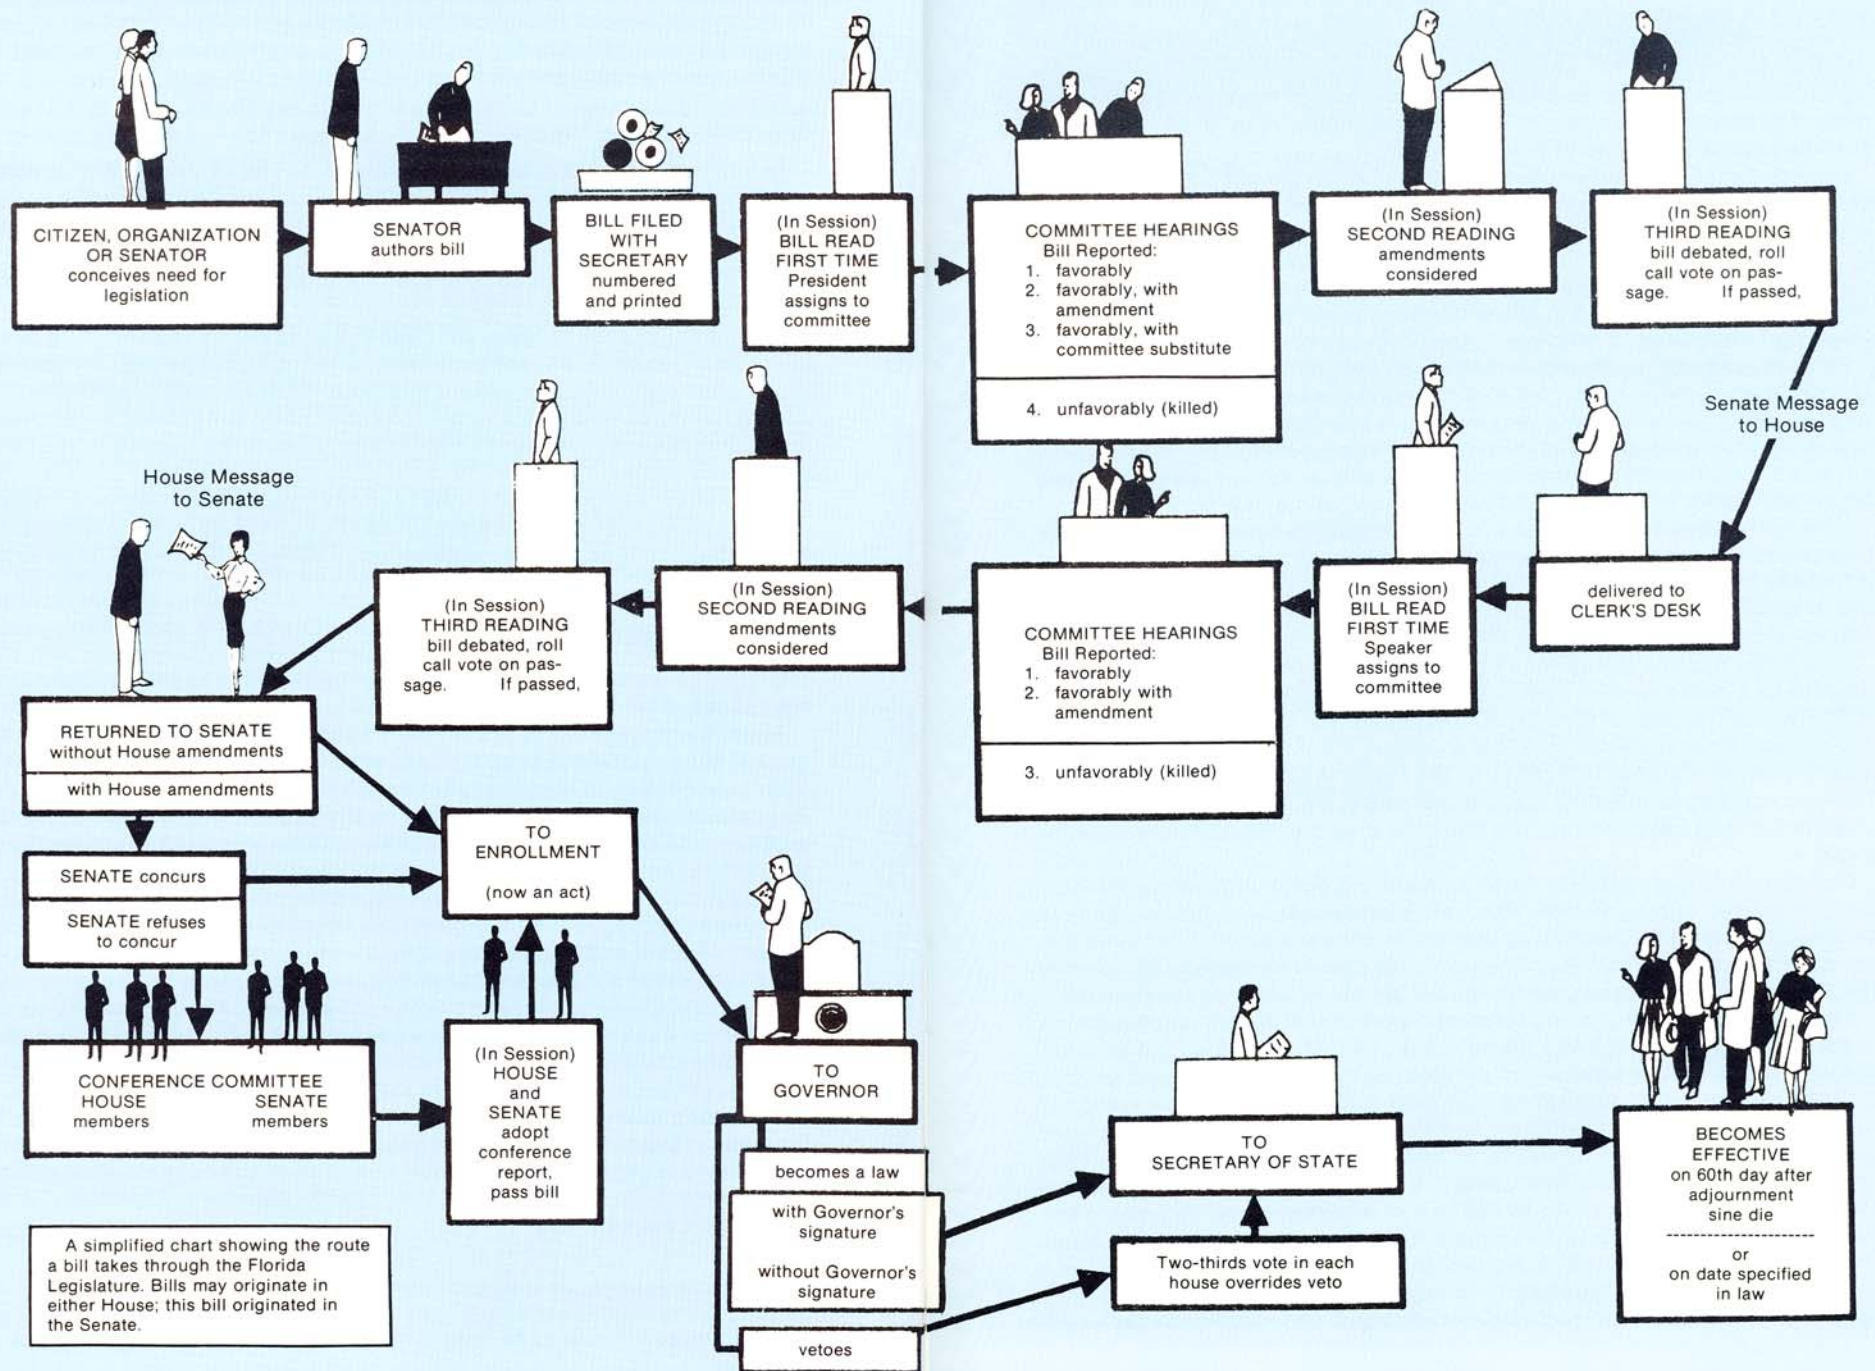 CITIZEN, ORGANIZATION
OR SENATOR
conceives need for
legislation
SENATOR
authors bill
BILL FILED
WITH
SECRETARY
numbered
and printed
(In Session)
BILL READ
FIRST TIME
President
assigns to
committee
COMMITTEE HEARINGS
Bill Reported:
1. favorably
2. favorably, with
amendment
3. favorably, with
committee substitute
4. unfavorably (killed)
(In Session)
SECOND READING
amendments
considered
(In Session)
THIRD READING
bill debated, roll
call vote on pas-
sage. If passed,
Senate Message
to House
delivered to
CLERK'S DESK
(In Session)
BILL READ
FIRST TIME
Speaker
assigns to
committee
COMMITTEE HEARINGS
Bill Reported:
1. favorably
2. favorably with
amendment
3. unfavorably (killed)
(In Session)
SECOND READING
amendments
considered
(In Session)
THIRD READING
bill debated, roll
call vote on pas-
sage. If passed,
House Message
to Senate
RETURNED TO SENATE
without House amendments
with House amendments
SENATE concurs
SENATE refuses
to concur
CONFERENCE COMMITTEE
HOUSE SENATE
members members
(In Session)
HOUSE
and
SENATE
adopt
conference
report,
pass bill
TO
ENROLLMENT
(now an act)
TO
GOVERNOR
becomes a law
with Governor's
signature
without Governor's
signature
vetoes
Two-thirds vote in each
house overrides veto
TO
SECRETARY OF STATE
BECOMES
EFFECTIVE
on 60th day after
adjournment
sine die
or
on date specified
in law
A simplified chart showing the route
a bill takes through the Florida
Legislature. Bills may originate in
either House; this bill originated in
the Senate.